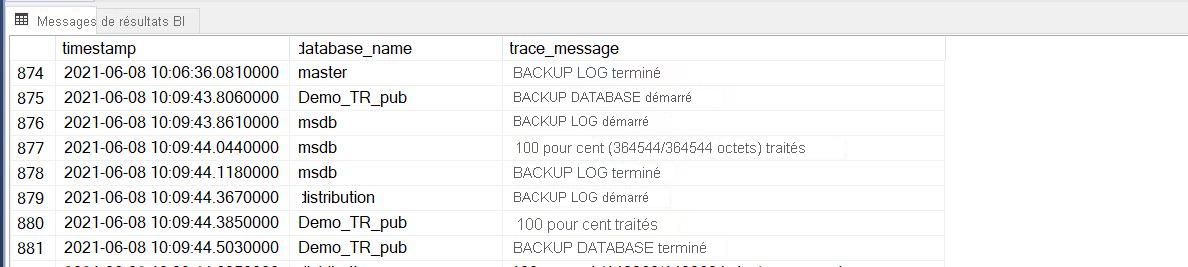 Messages de résultats BI
timestamp database_name trace_message
874 2021-06-08 10:06:36.0810000 master BACKUP LOG terminé
875 2021-06-08 10:09:43.8060000 Demo_TR_pub BACKUP DATABASE démarré
876 2021-06-08 10:09:43.8610000 msdb BACKUP LOG démarré
877 2021-06-08 10:09:44.0440000 msdb 100 pour cent (364544/364544 octets) traités
878 2021-06-08 10:09:44.1180000 msdb BACKUP LOG terminé
879 2021-06-08 10:09:44.3670000 distribution BACKUP LOG démarré
880 2021-06-08 10:09:44.3850000 Demo_TR_pub 100 pour cent traités
881 2021-06-08 10:09:44.5030000 Demo_TR_pub BACKUP DATABASE terminé